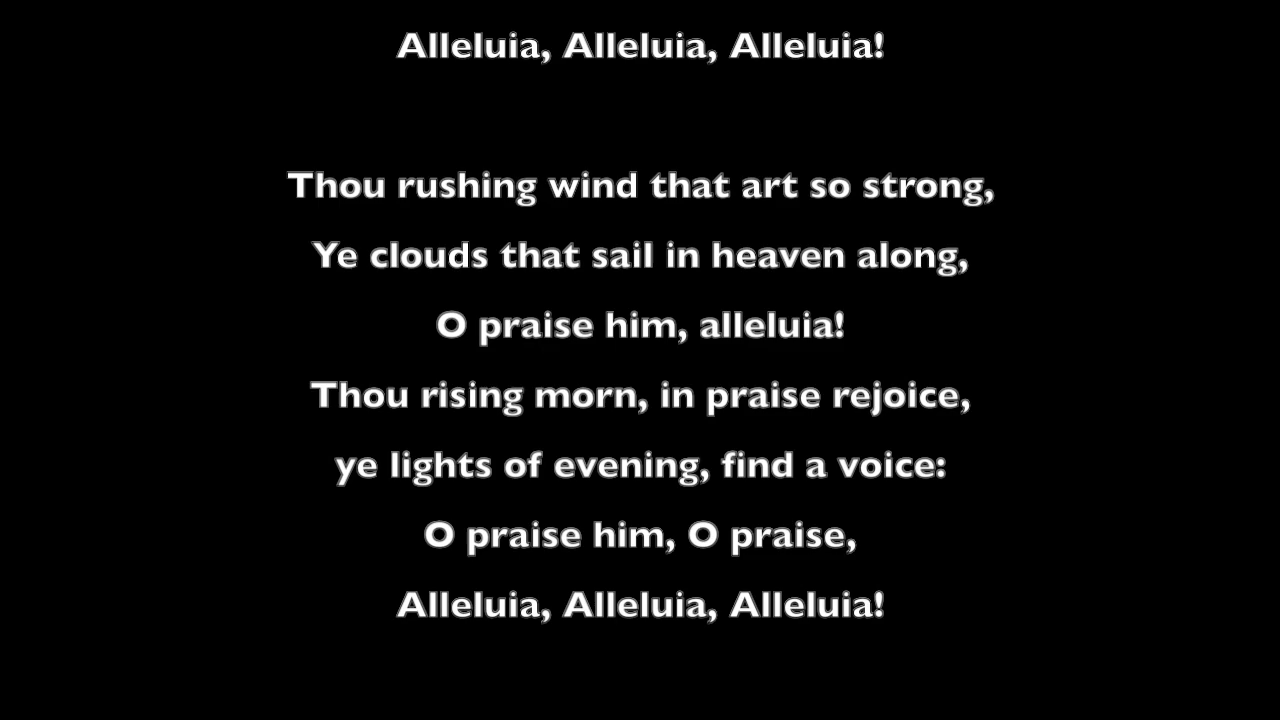 Alleluia, Alleluia, Alleluia!
Thou rushing wind that art so strong,
Ye clouds that sail in heaven along,
O praise him, alleluia!
Thou rising morn, in praise rejoice,
ye lights of evening, find a voice:
O praise him, O praise,
Alleluia, Alleluia, Alleluia!